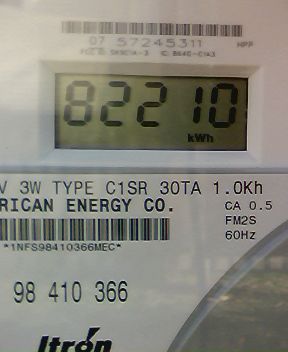 07 57245311
82210
kWh
V 3W TYPE C1SR 30TA 1.0Kh
RICAN ENERGY CO.
CA 0.5
FM2S
60Hz
*1NFS98410366MEC*
98 410 366
Itron